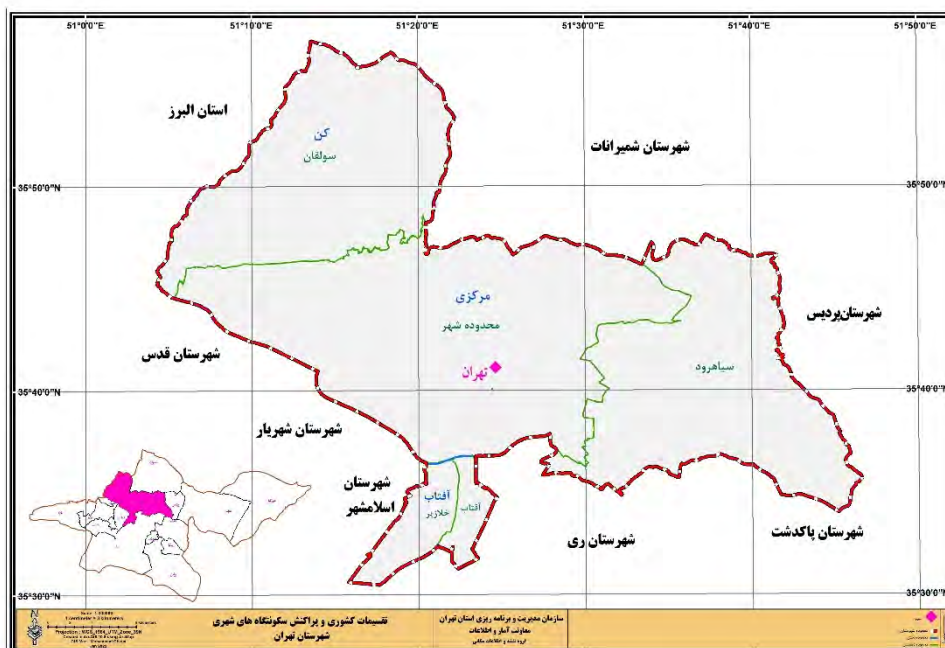 51°0'0"E 51°10'0"E 51°20'0"E 51°30'0"E 51°40'0"E 51°50'0"E
استان البرز
کن
سولقان
شهرستان شمیرانات
35°50'0"N 35°50'0"N
مرکزی
محدوده شهر
شهرستان پردیس
شهرستان قدس
تهران
سیاهرود
35°40'0"N 35°40'0"N
شهرستان شهریار
شهرستان
اسلامشهر
آفتاب
خلازیر
آفتاب
شهرستان ری
شهرستان پاکدشت
35°30'0"N 35°30'0"N
تقسیمات کشوری و پراکنش سکونتگاه های شهری
شهرستان تهران
سازمان مدیریت و برنامه ریزی استان تهران
معاونت آمار و اطلاعات
گروه نقشه و اطلاعات مکانی